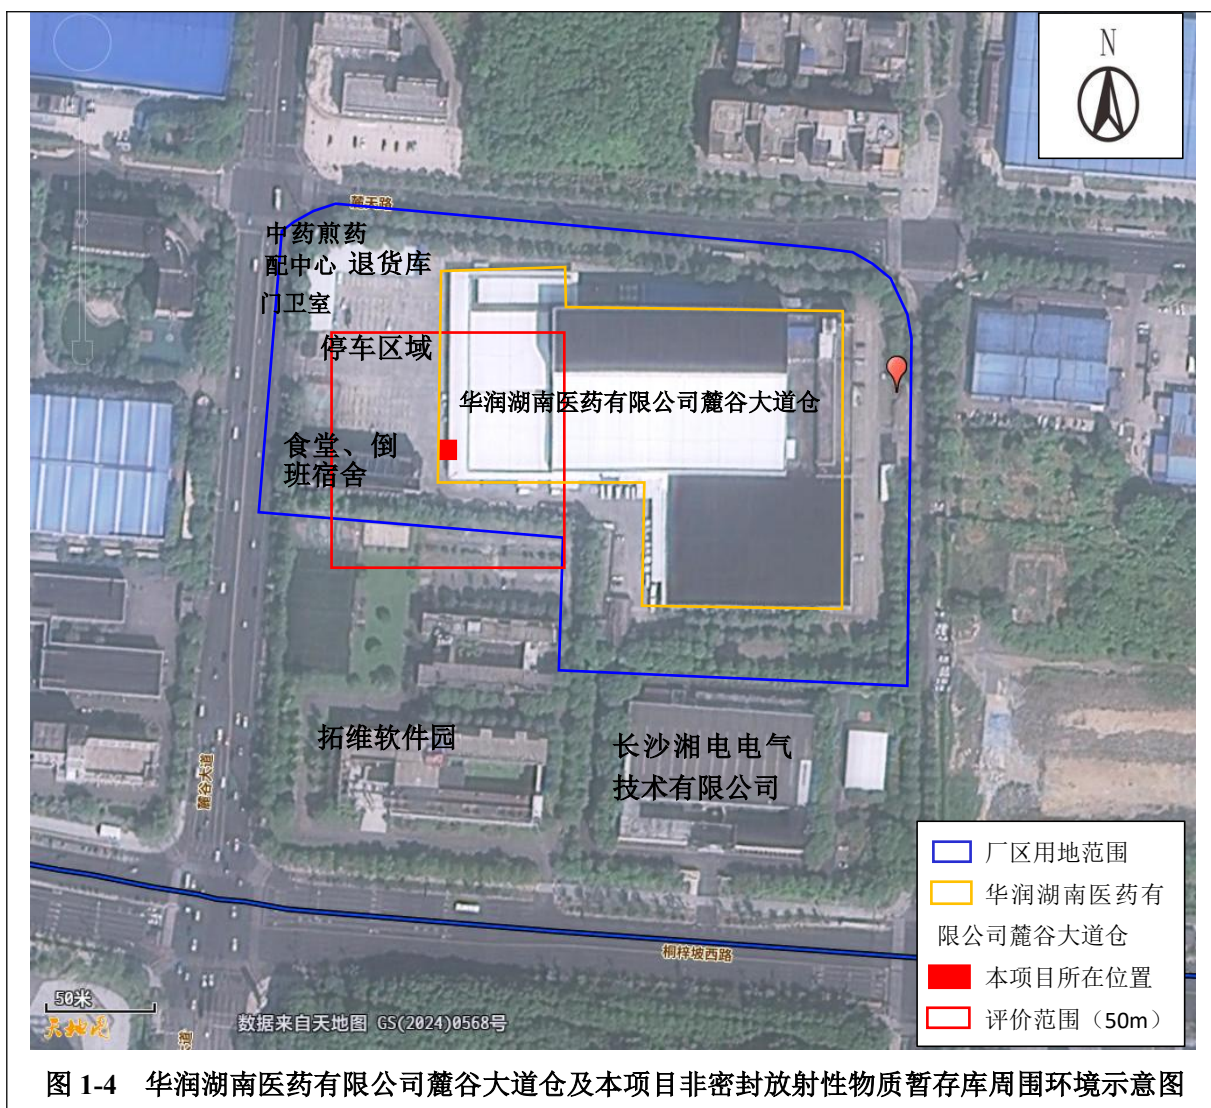 N
麓天路
中药煎药
配中心
退货库
门卫室
停车区域
华润湖南医药有限公司麓谷大道仓
食堂、倒
班宿舍
拓维软件园
长沙湘电电气
技术有限公司
麓谷大道
桐梓坡西路
厂区用地范围
华润湖南医药有
限公司麓谷大道仓
本项目所在位置
评价范围（50m）
50米
天地图
数据来自天地图 GS(2024)0568号
道
图 1-4 华润湖南医药有限公司麓谷大道仓及本项目非密封放射性物质暂存库周围环境示意图